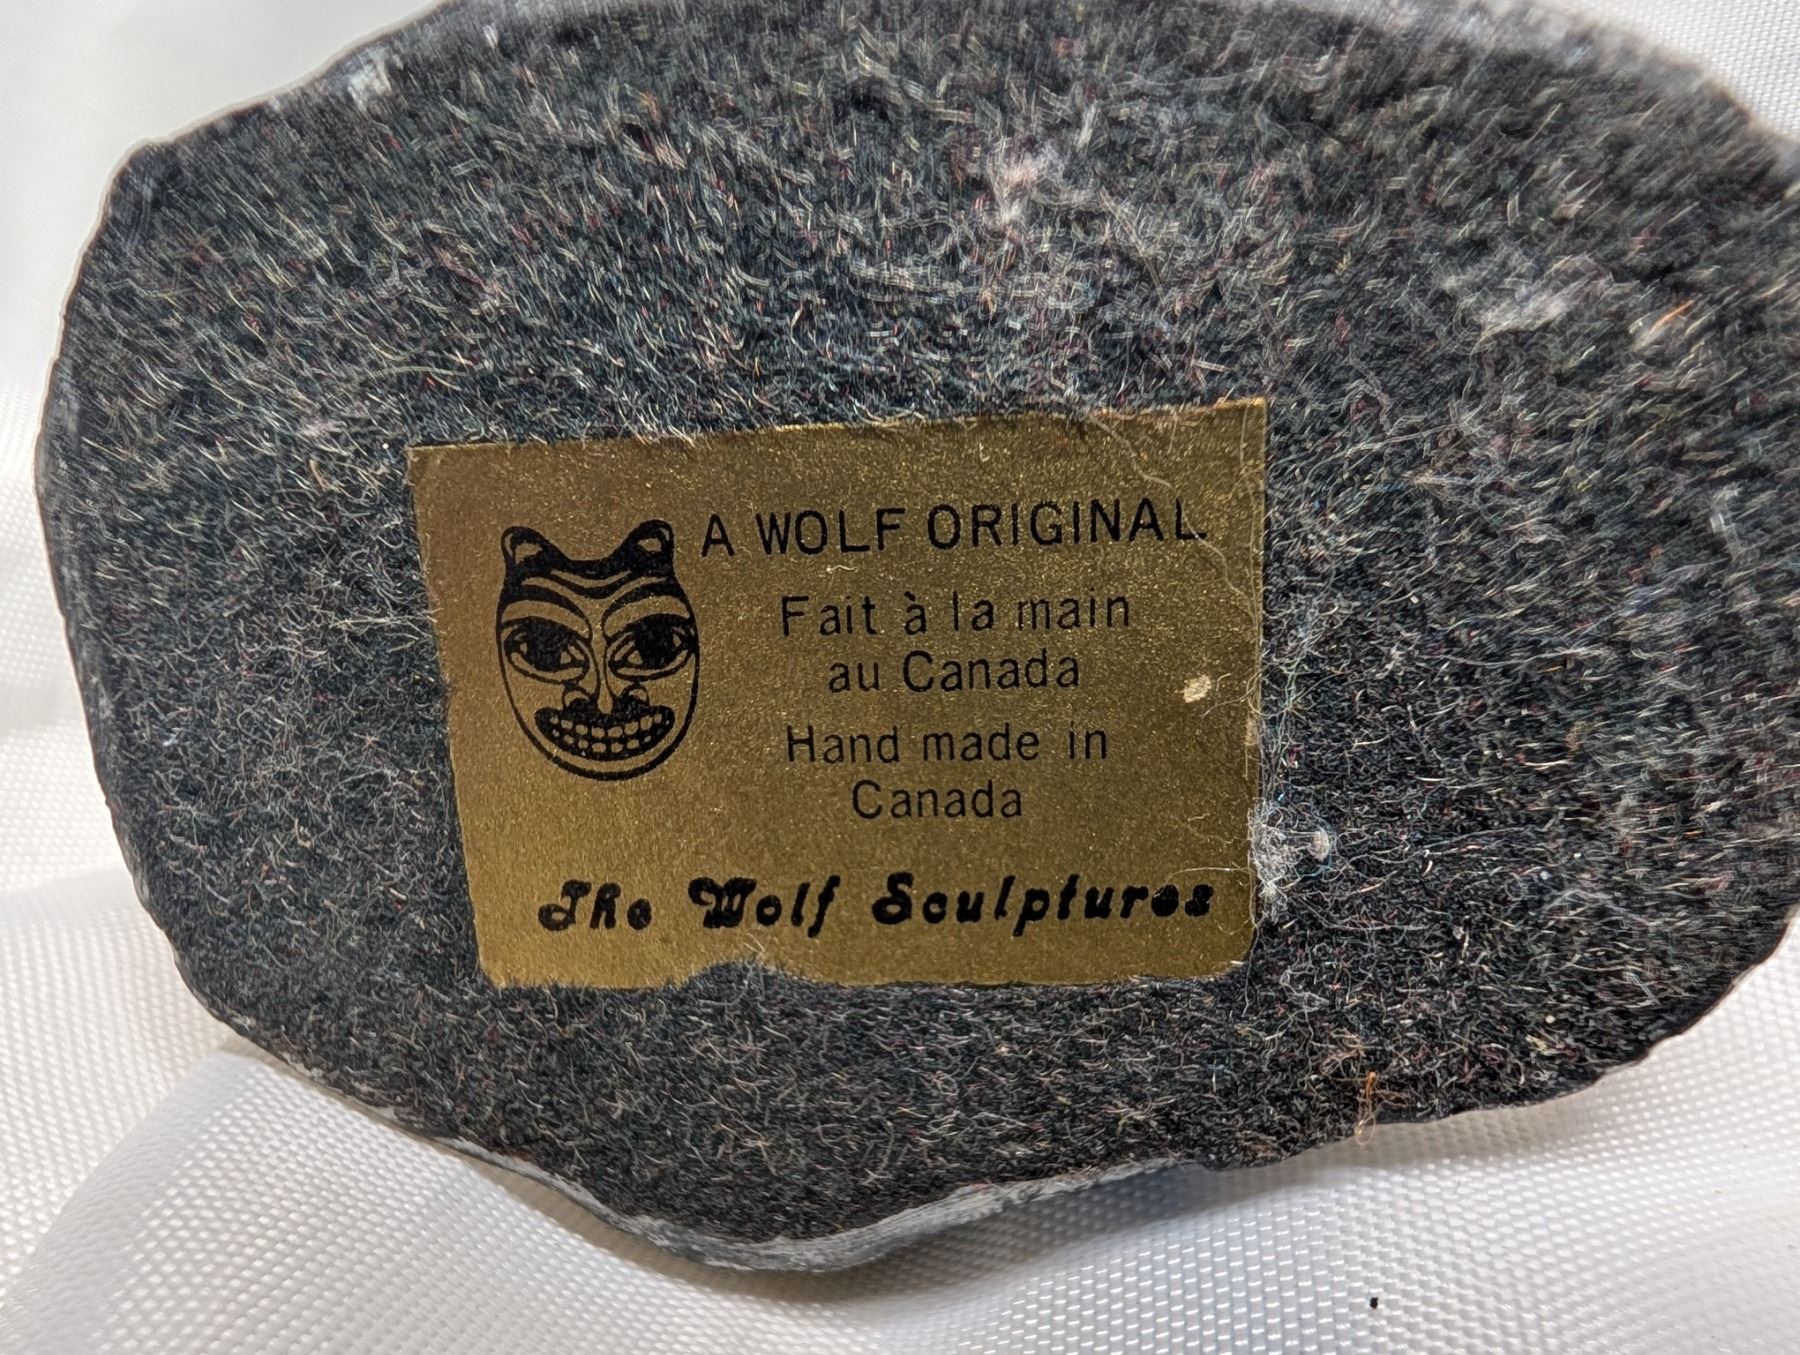 A WOLF ORIGINAL
Fait à la main
au Canada
Hand made in
Canada
The Wolf Sculptures